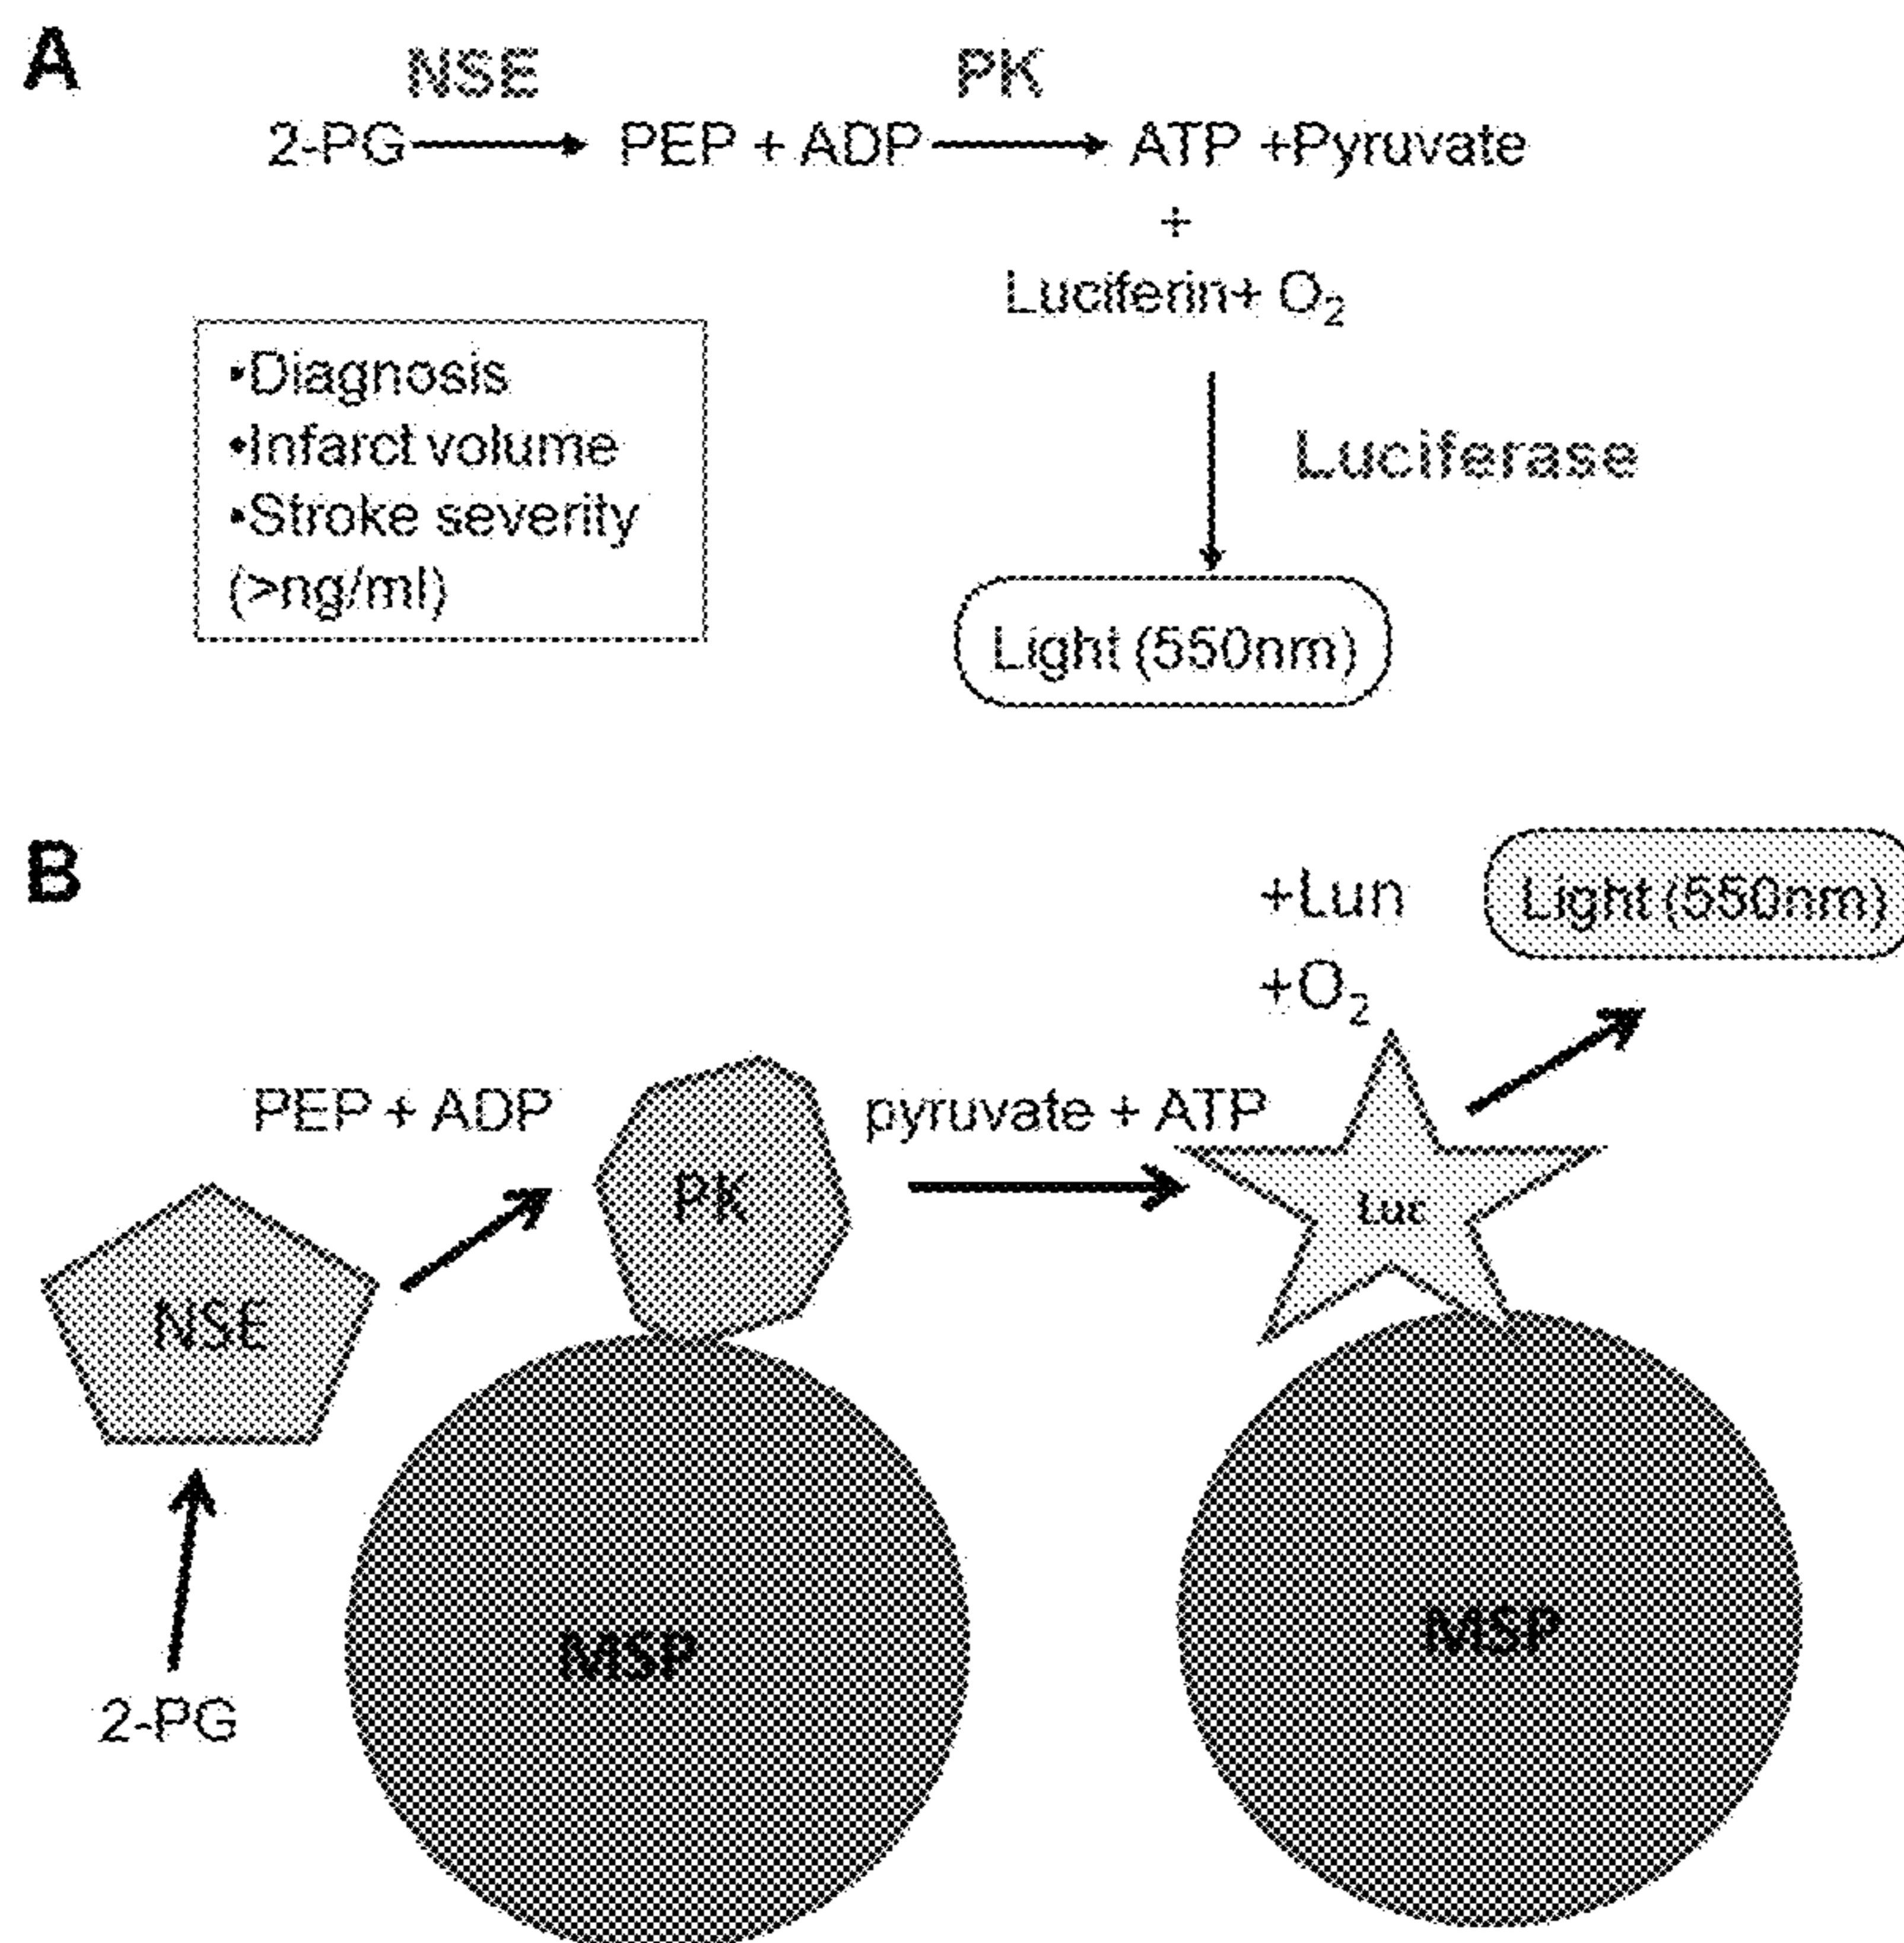 A
NSE PK
2-PG PEP + ADP ATP +Pyruvate
+
Luciferin+ O₂
•Diagnosis
•Infarct volume
•Stroke severity
(>ng/ml)
Luciferase
Light (550nm)
B
+Lun
Light (550nm)
+O₂
PEP + ADP
pyruvate + ATP
PK
Luc
NSE
MSP
MSP
2-PG